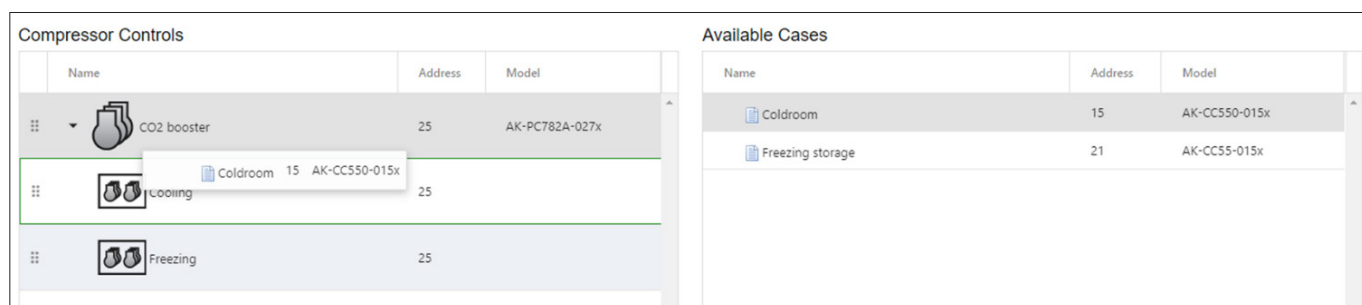 Compressor Controls
Name Address Model
CO2 booster 25 AK-PC782A-027x
Coldroom 15 AK-CC550-015x
Cooling 25
Freezing 25
Available Cases
Name Address Model
Coldroom 15 AK-CC550-015x
Freezing storage 21 AK-CC55-015x